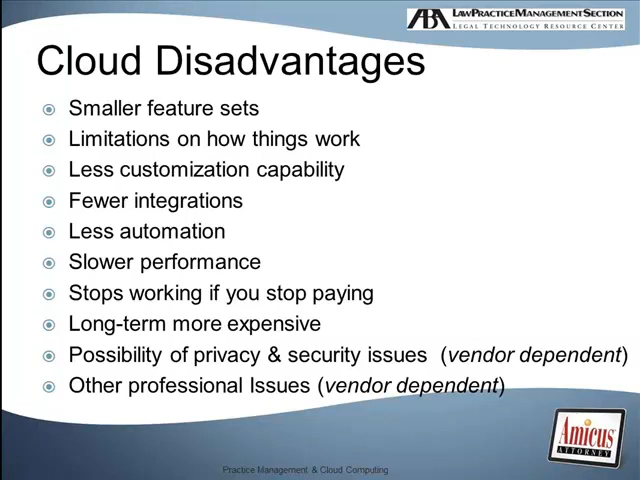 ABA LAW PRACTICE MANAGEMENT SECTION
LEGAL TECHNOLOGY RESOURCE CENTER
Cloud Disadvantages
Smaller feature sets
Limitations on how things work
Less customization capability
Fewer integrations
Less automation
Slower performance
Stops working if you stop paying
Long-term more expensive
Possibility of privacy & security issues (vendor dependent)
Other professional Issues (vendor dependent)
AMICUS
ATTORNEY
Practice Management & Cloud Computing